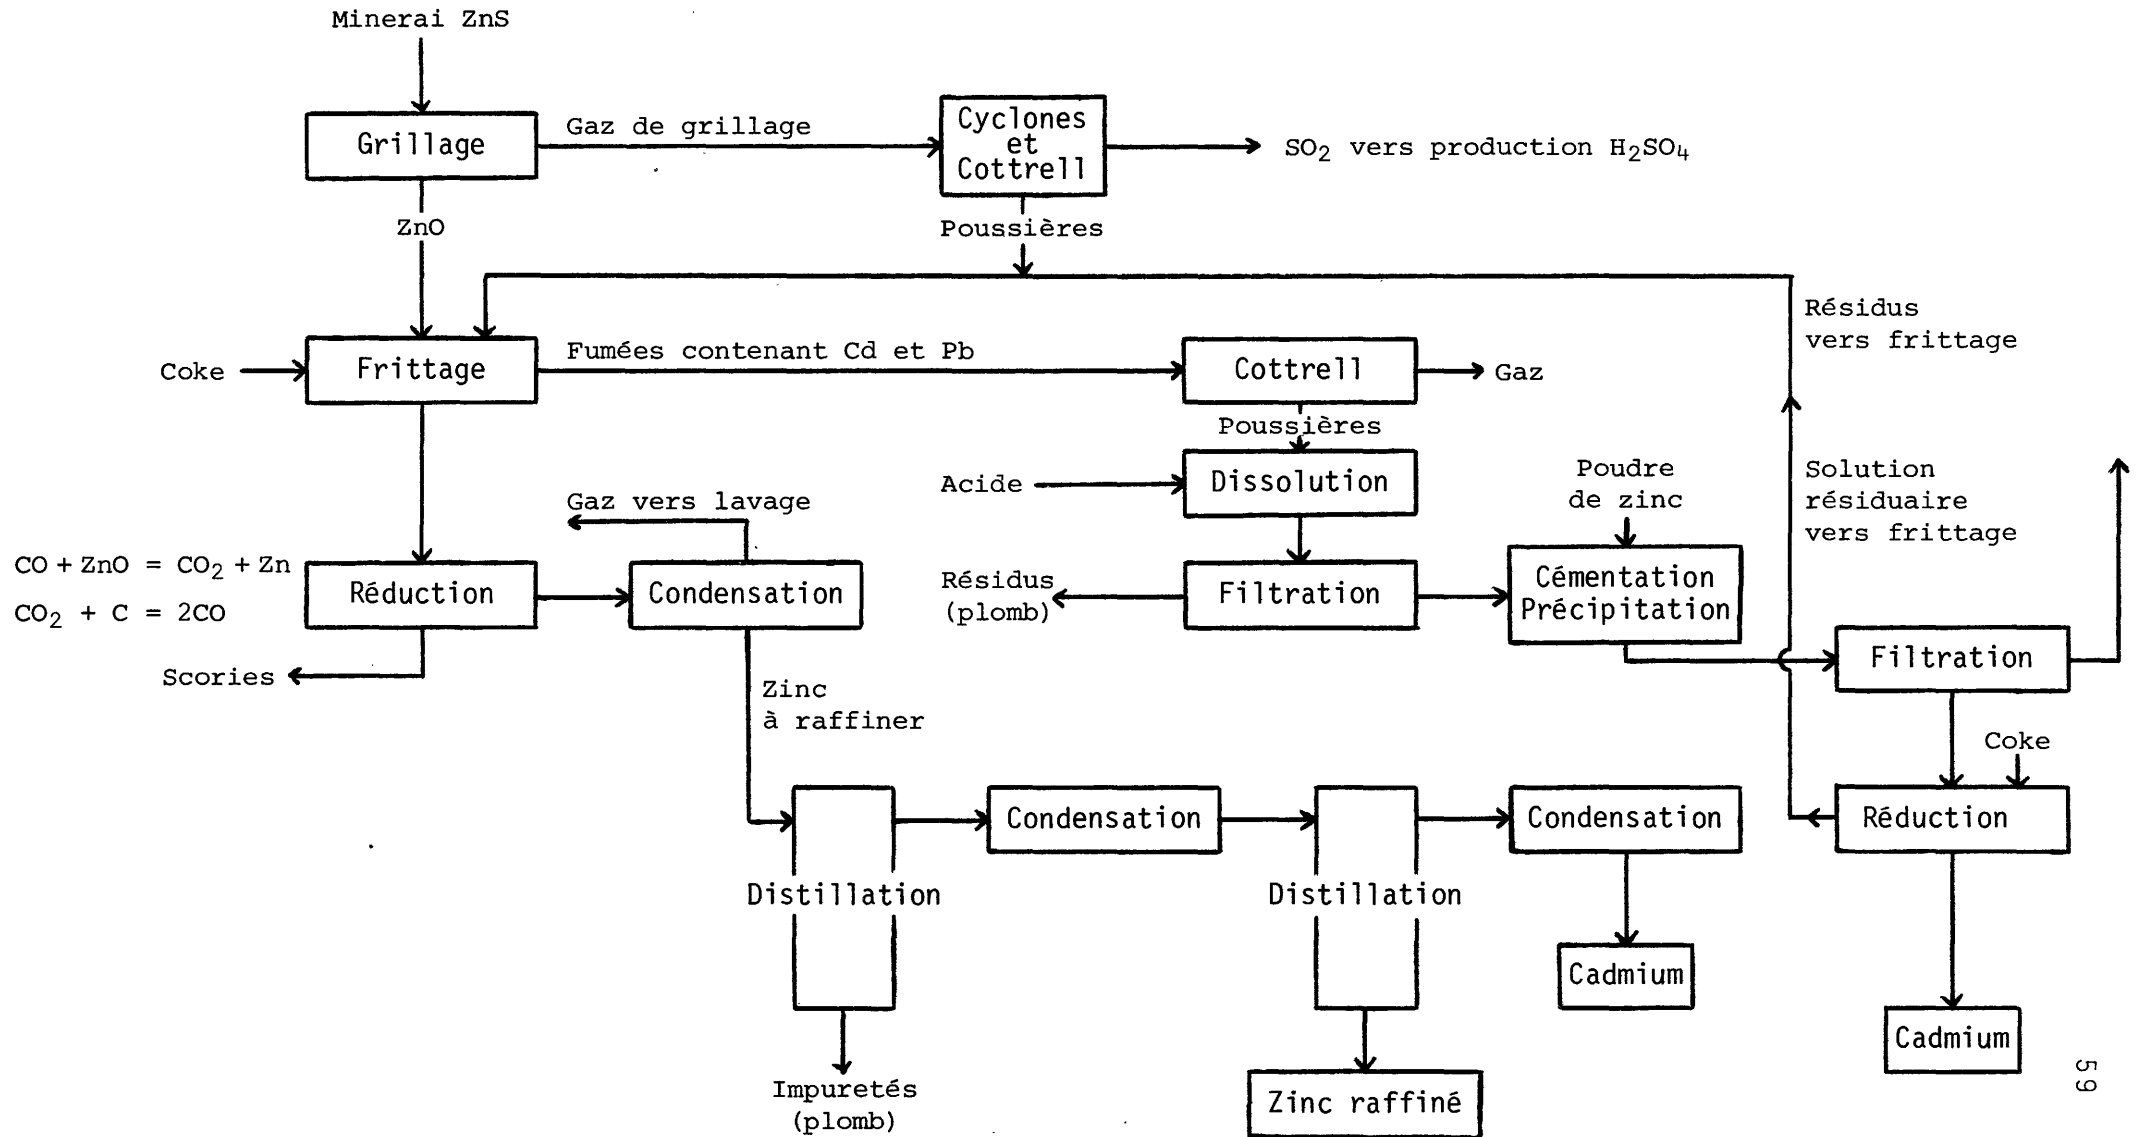 Minerai ZnS
Grillage
Gaz de grillage
Cyclones
et
Cottrell
SO₂ vers production H₂SO₄
ZnO
Poussières
Résidus
vers frittage
Coke
Frittage
Fumées contenant Cd et Pb
Cottrell
Gaz
Poussières
Acide
Dissolution
Poudre
de zinc
Solution
résiduaire
vers frittage
Gaz vers lavage
CO + ZnO = CO₂ + Zn
CO₂ + C = 2CO
Réduction
Condensation
Résidus
(plomb)
Filtration
Cémentation
Précipitation
Filtration
Scories
Zinc
à raffiner
Coke
Condensation
Condensation
Réduction
Distillation
Distillation
Cadmium
Cadmium
Impuretés
(plomb)
Zinc raffiné
59